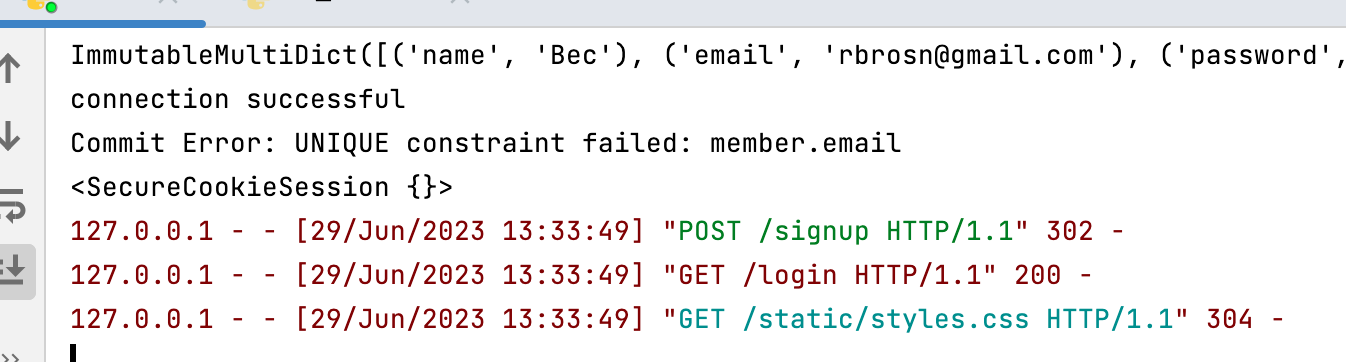 ImmutableMultiDict([('name', 'Bec'), ('email', 'rbrosn@gmail.com'), ('password',
connection successful
Commit Error: UNIQUE constraint failed: member.email
<SecureCookieSession {}>
127.0.0.1 - - [29/Jun/2023 13:33:49] "POST /signup HTTP/1.1" 302 -
127.0.0.1 - - [29/Jun/2023 13:33:49] "GET /login HTTP/1.1" 200 -
127.0.0.1 - - [29/Jun/2023 13:33:49] "GET /static/styles.css HTTP/1.1" 304 -